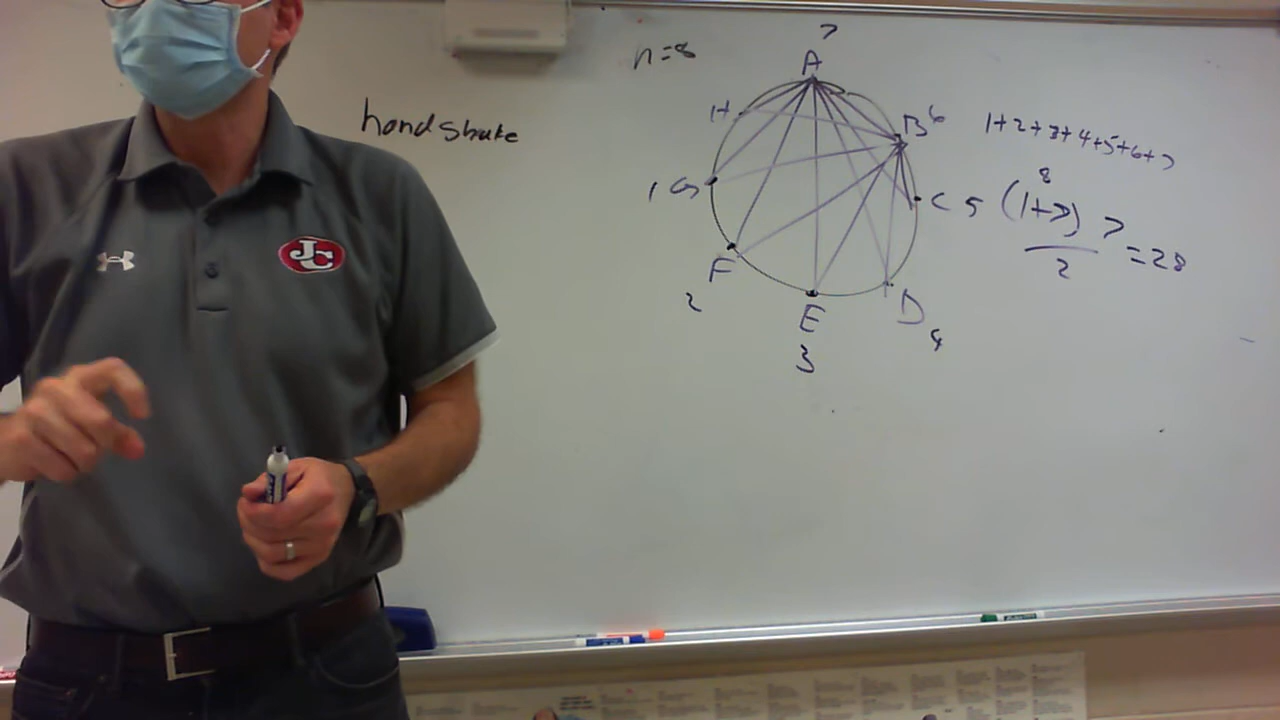 n=8
handshake
7
A
H
B 6
1 G
C 5
F
2
E
3
D
4
1+2+3+4+5+6+7
8
(1+7) 7
2
=28
JC